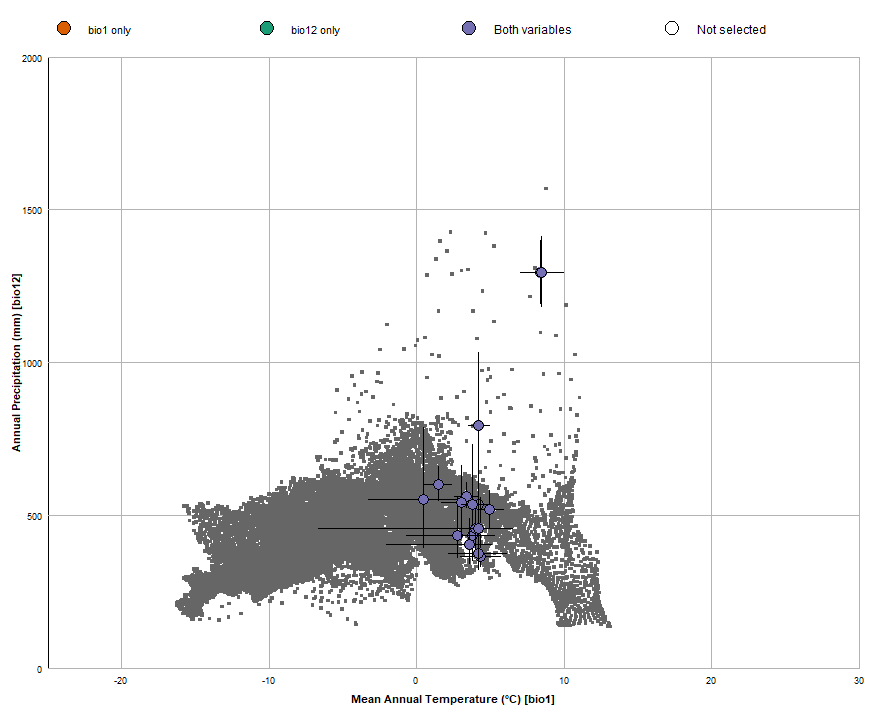 bio1 only
bio12 only
Both variables
Not selected
2000
1500
1000
500
0
Annual Precipitation (mm) [bio12]
-20
-10
0
10
20
30
Mean Annual Temperature (°C) [bio1]